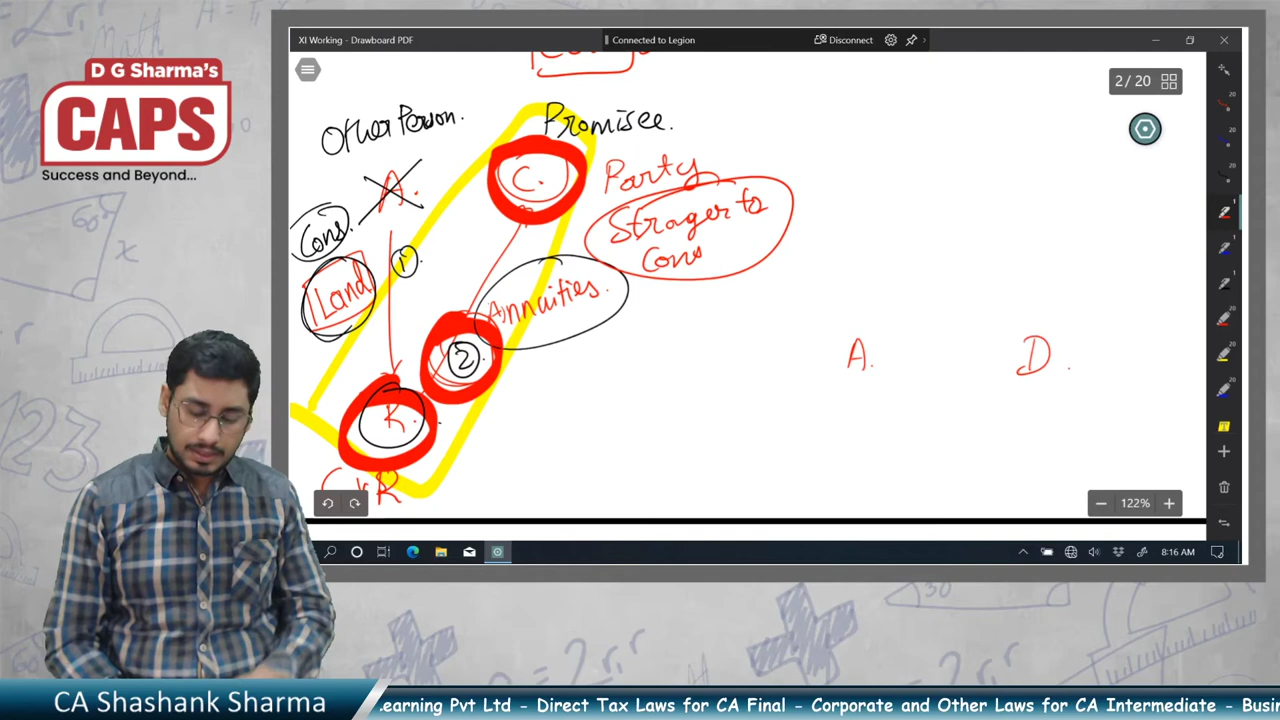 D G Sharma's
CAPS
Success and Beyond...
XI Working - Drawboard PDF
Connected to Legion
Disconnect
2 / 20
Other Person.
Promisee.
A.
C.
Party
Strager to
Cons
Cons.
1
Land
Annuities.
2
R.
C v R
A.
D.
122%
8:16 AM
CA Shashank Sharma
earning Pvt Ltd - Direct Tax Laws for CA Final - Corporate and Other Laws for CA Intermediate - Busi